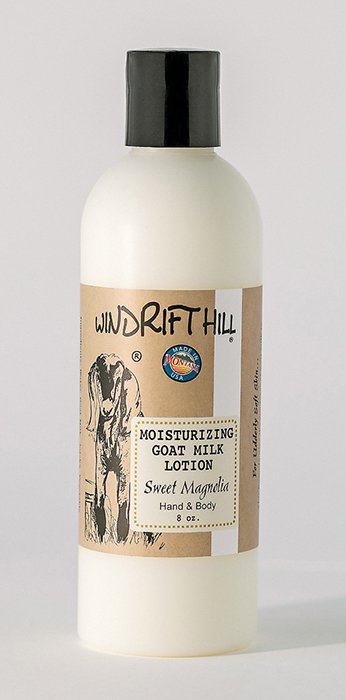 WINDRIFT HILL
®
®
MADE IN
MONTANA
USA
MOISTURIZING
GOAT MILK
LOTION
Sweet Magnolia
Hand & Body
8 oz.
For Udderly Soft Skin...